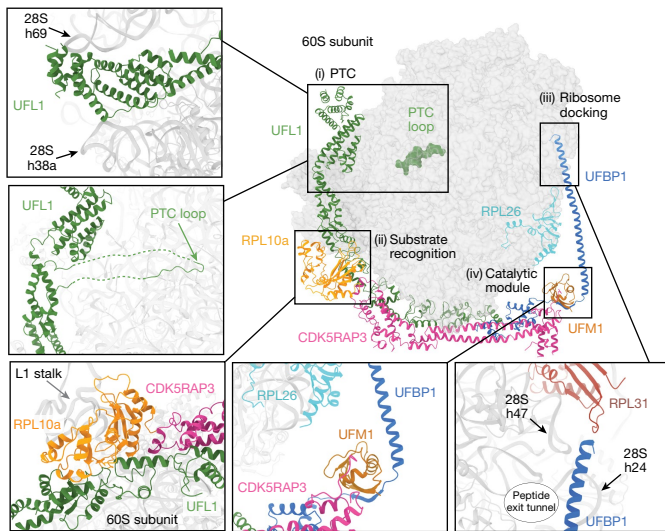 28S
h69
UFL1
28S
h38a
60S subunit
(i) PTC
UFL1
PTC
loop
(iii) Ribosome
docking
UFBP1
RPL26
RPL10a
(ii) Substrate
recognition
(iv) Catalytic
module
CDK5RAP3
UFM1
UFL1
PTC loop
L1 stalk
CDK5RAP3
RPL10a
UFL1
60S subunit
RPL26
UFBP1
UFM1
CDK5RAP3
RPL31
28S
h47
28S
h24
Peptide
exit tunnel
UFBP1